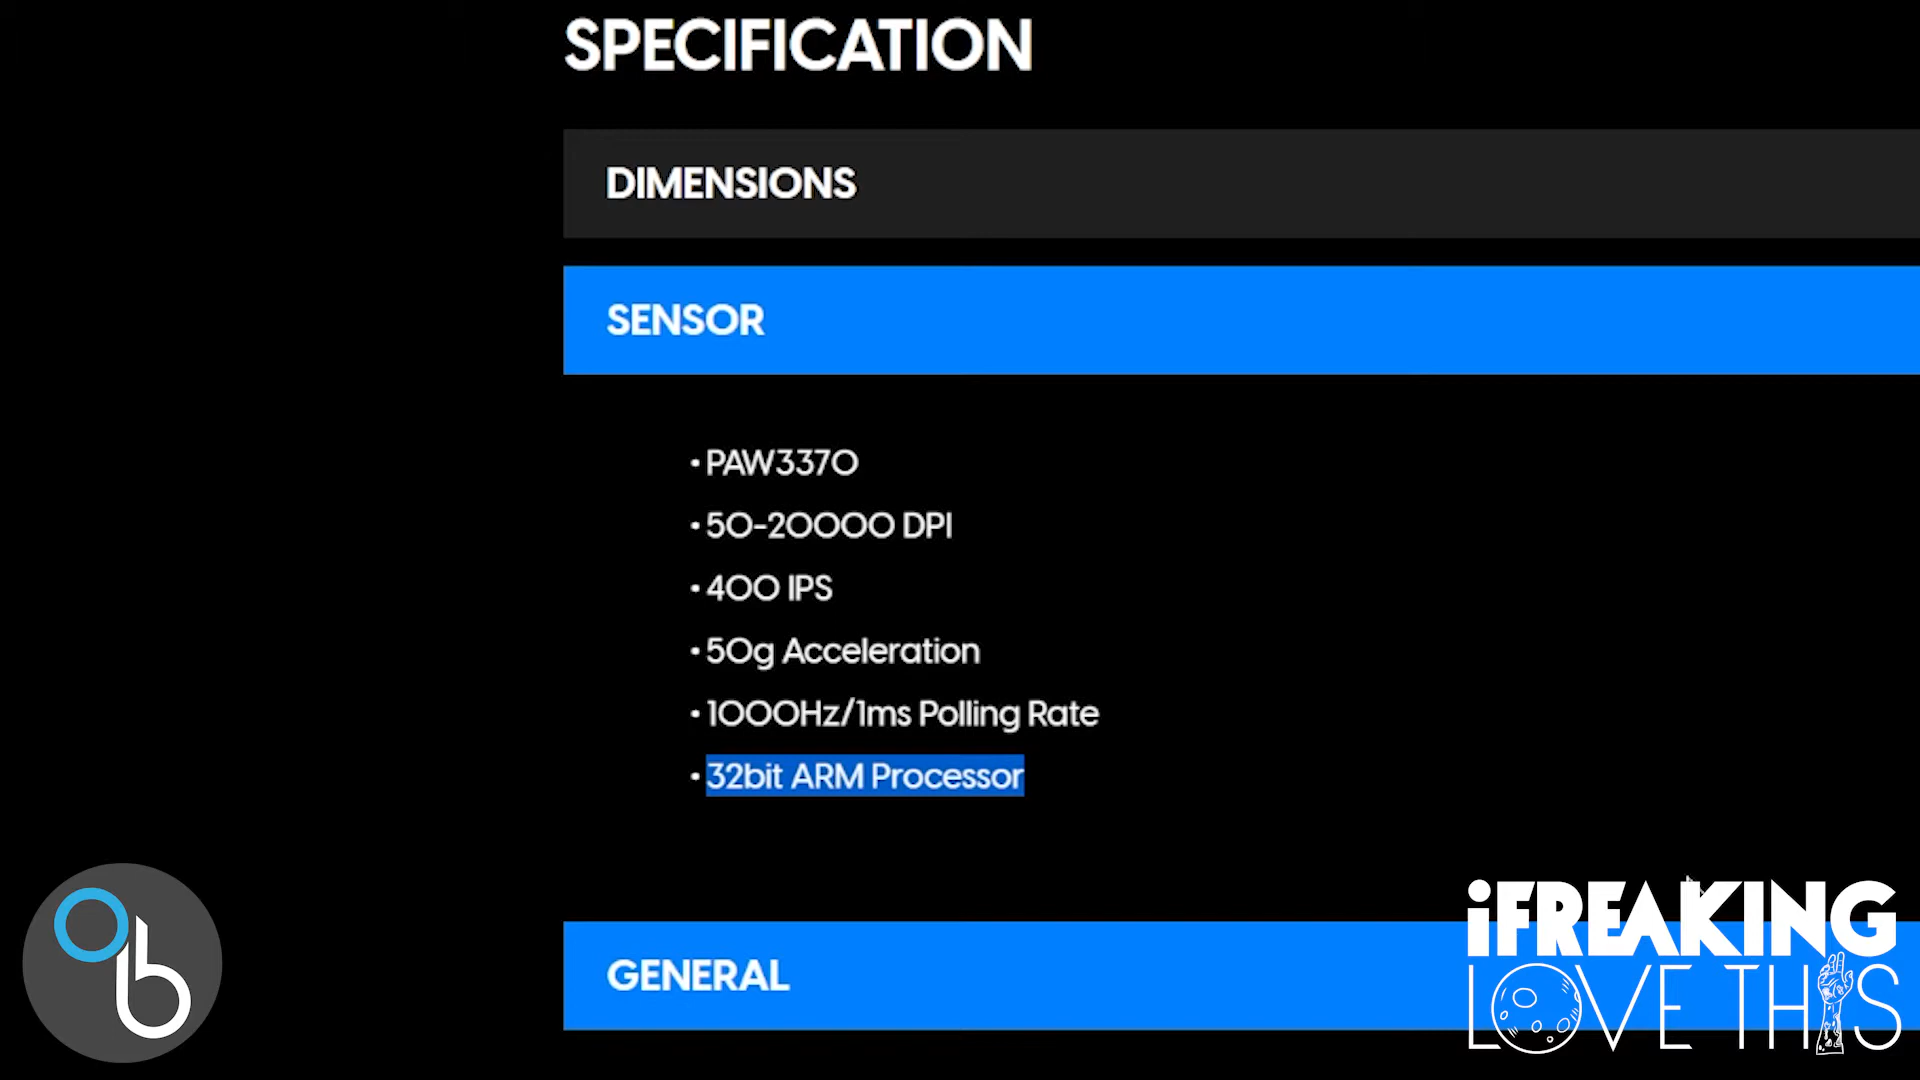 SPECIFICATION
DIMENSIONS
SENSOR
• PAW3370
• 50-20000 DPI
• 400 IPS
• 50g Acceleration
• 1000Hz/1ms Polling Rate
• 32bit ARM Processor
GENERAL
ob
iFREAKING
LOVE THIS